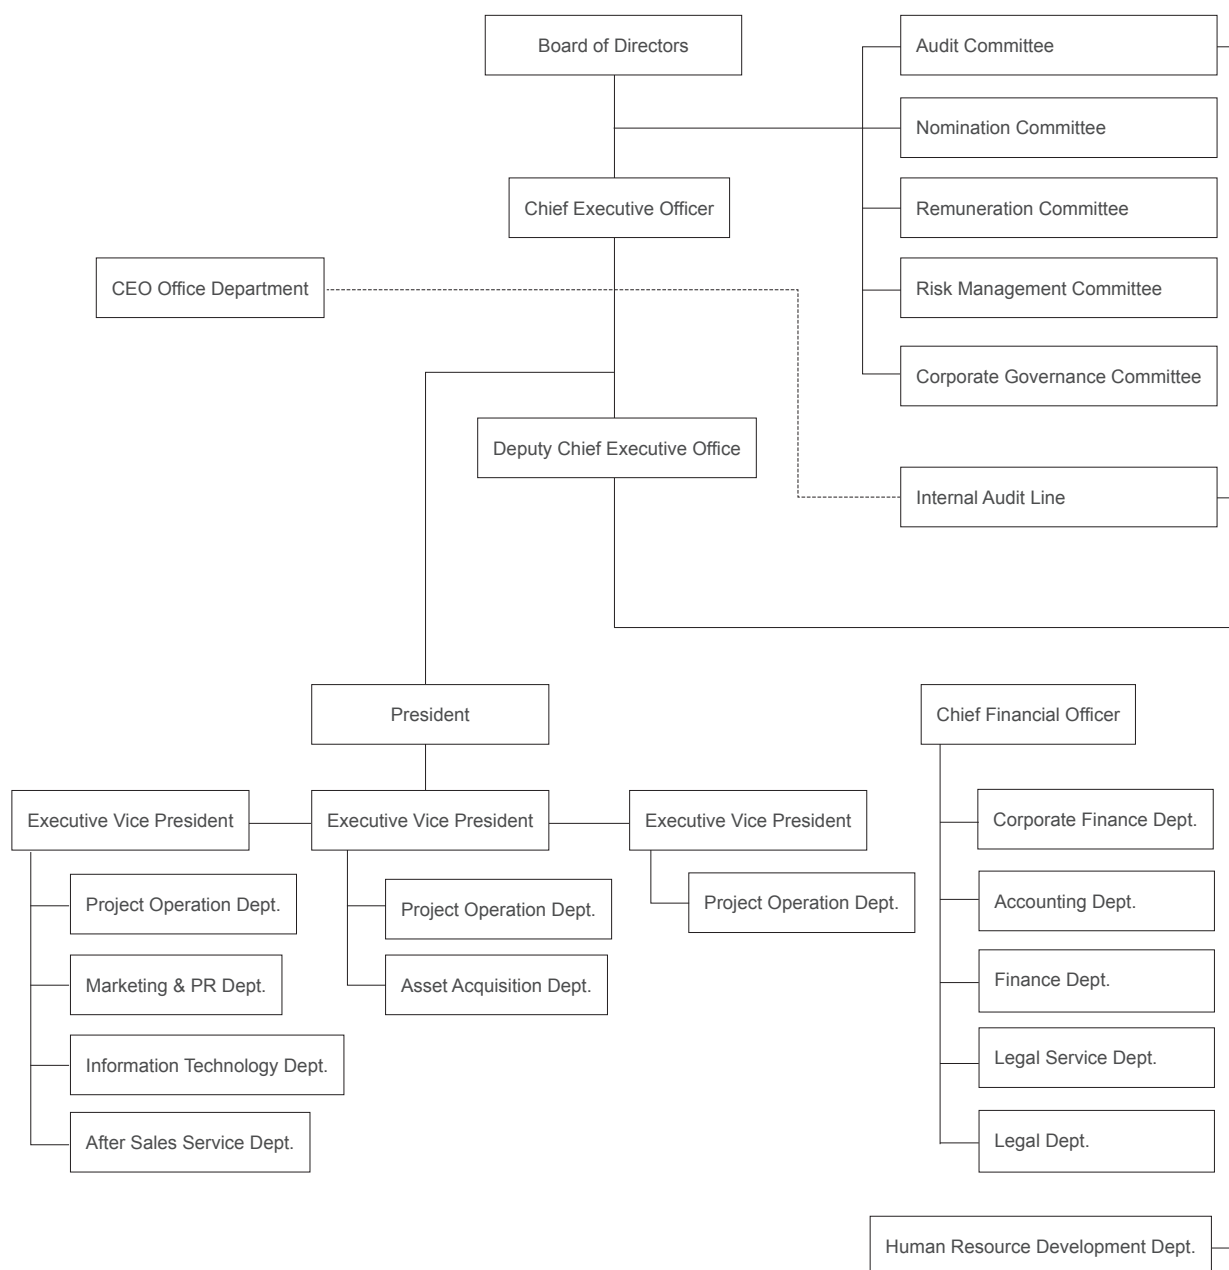 Board of Directors
Audit Committee
Nomination Committee
Chief Executive Officer
Remuneration Committee
CEO Office Department
Risk Management Committee
Corporate Governance Committee
Deputy Chief Executive Office
Internal Audit Line
President
Chief Financial Officer
Executive Vice President
Executive Vice President
Executive Vice President
Corporate Finance Dept.
Project Operation Dept.
Project Operation Dept.
Project Operation Dept.
Accounting Dept.
Marketing & PR Dept.
Asset Acquisition Dept.
Finance Dept.
Information Technology Dept.
Legal Service Dept.
After Sales Service Dept.
Legal Dept.
Human Resource Development Dept.